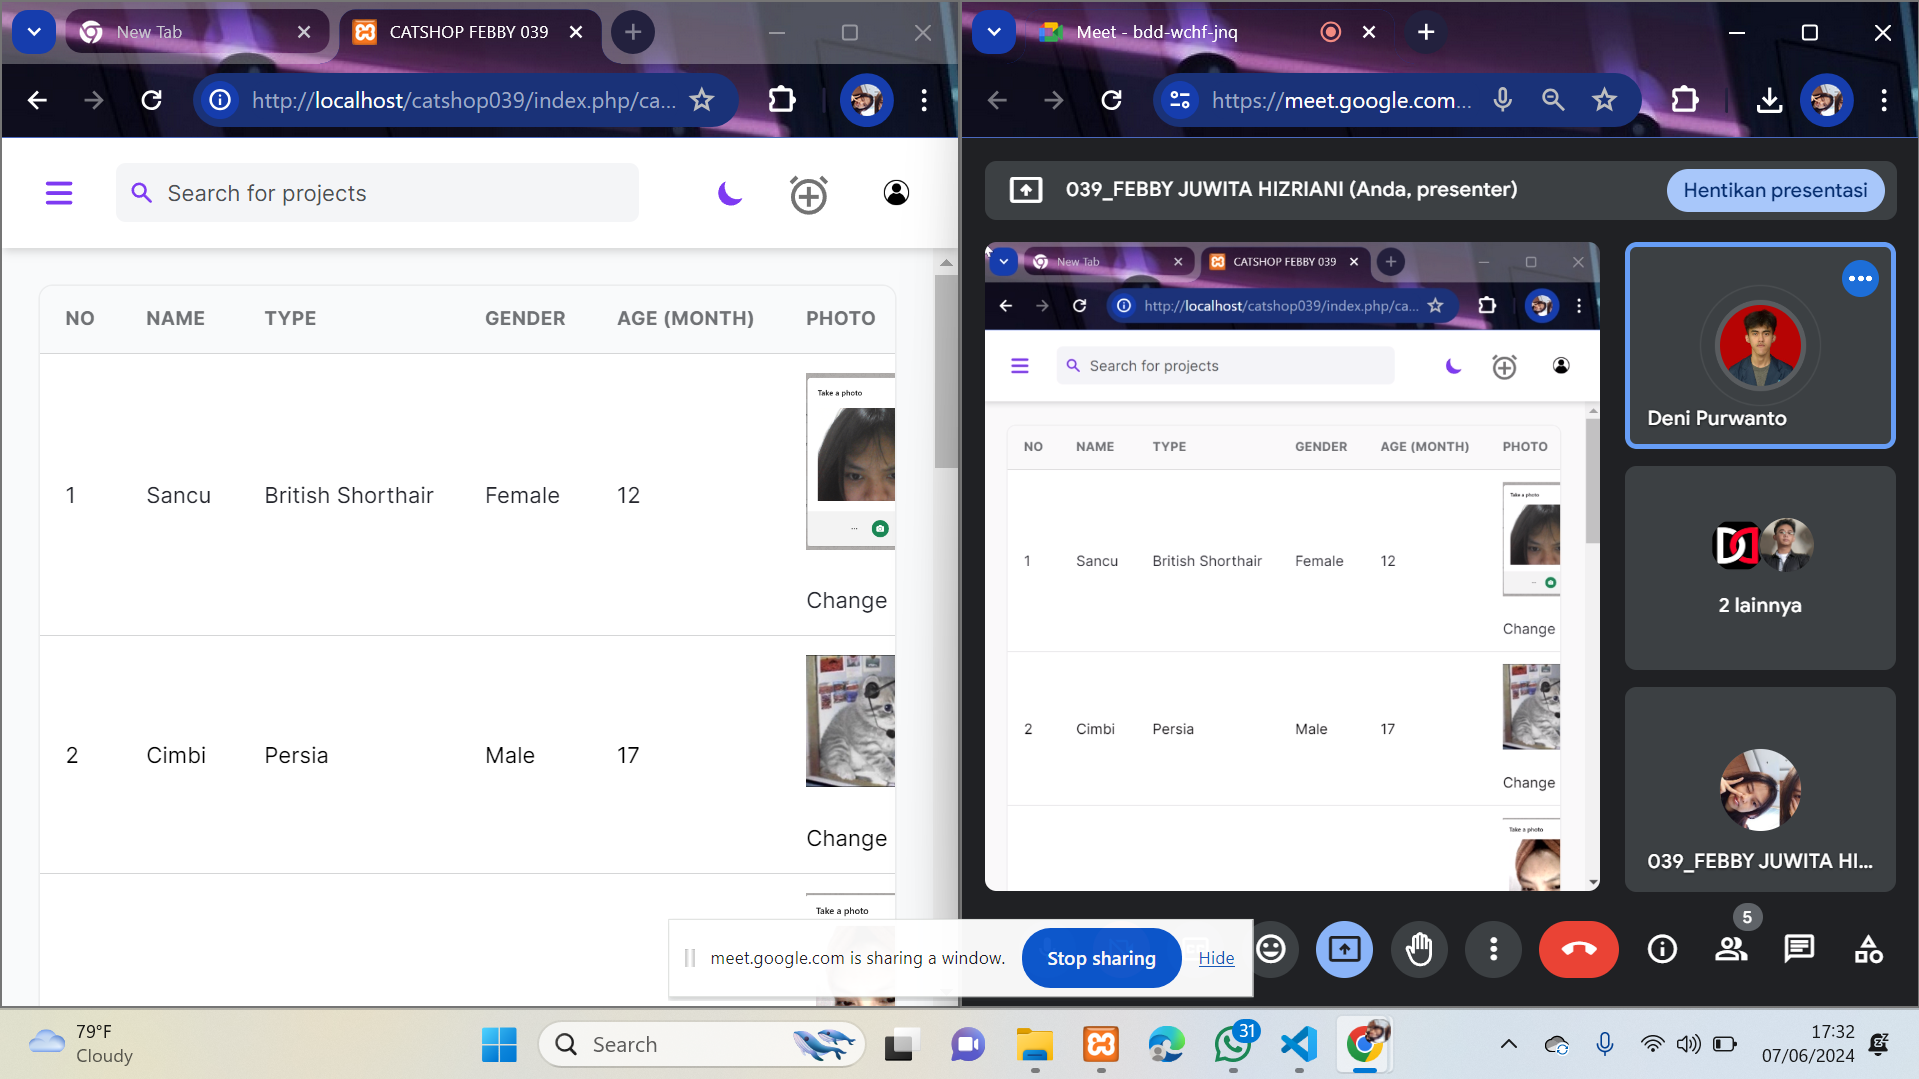 New Tab
CATSHOP FEBBY 039
http://localhost/catshop039/index.php/ca...
Search for projects
NO NAME TYPE GENDER AGE (MONTH) PHOTO
Take a photo
1 Sancu British Shorthair Female 12
Change
2 Cimbi Persia Male 17
Change
Take a photo
Meet - bdd-wchf-jnq
https://meet.google.com...
039_FEBBY JUWITA HIZRIANI (Anda, presenter)
Hentikan presentasi
New Tab
CATSHOP FEBBY 039
http://localhost/catshop039/index.php/ca...
Search for projects
NO NAME TYPE GENDER AGE (MONTH) PHOTO
Take a photo
1 Sancu British Shorthair Female 12
Change
2 Cimbi Persia Male 17
Change
Take a photo
Deni Purwanto
2 lainnya
039_FEBBY JUWITA HI...
5
meet.google.com is sharing a window.
Stop sharing
Hide
79°F
Cloudy
Search
31
17:32
07/06/2024